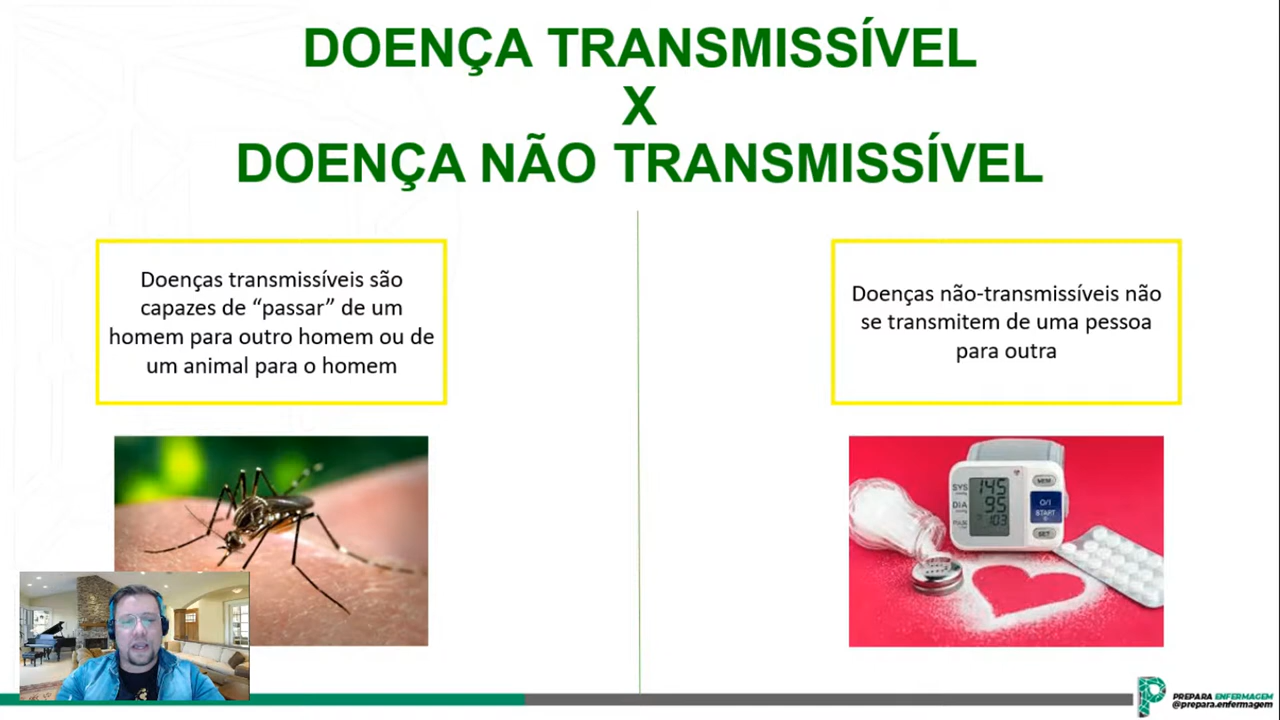 DOENÇA TRANSMISSÍVEL
X
DOENÇA NÃO TRANSMISSÍVEL
Doenças transmissíveis são
capazes de “passar” de um
homem para outro homem ou de
um animal para o homem
Doenças não-transmissíveis não
se transmitem de uma pessoa
para outra
SYS 145
DIA 95
103
MEM
O/I
START
SET
PREPARA ENFERMAGEM
@prepara.enfermagem